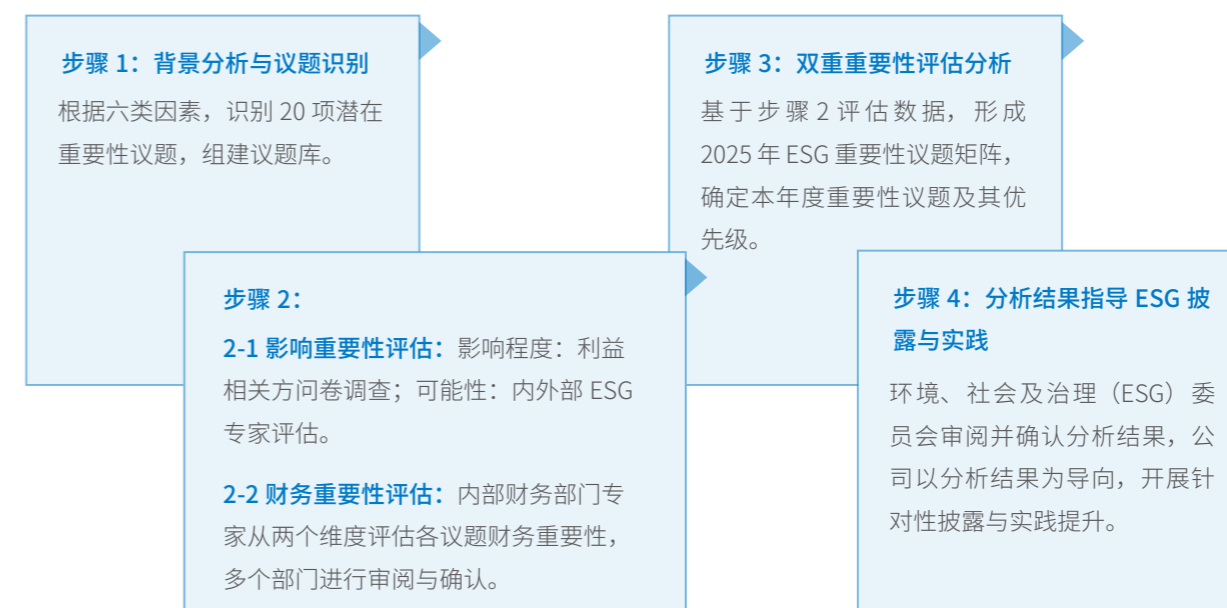 步骤 1：背景分析与议题识别
根据六类因素，识别 20 项潜在
重要性议题，组建议题库。
步骤 2：
2-1 影响重要性评估：影响程度：利益
相关方问卷调查；可能性：内外部 ESG
专家评估。
2-2 财务重要性评估：内部财务部门专
家从两个维度评估各议题财务重要性，
多个部门进行审阅与确认。
步骤 3：双重重要性评估分析
基于步骤 2 评估数据，形成
2025 年 ESG 重要性议题矩阵，
确定本年度重要性议题及其优
先级。
步骤 4：分析结果指导 ESG 披
露与实践
环境、社会及治理（ESG）委
员会审阅并确认分析结果，公
司以分析结果为导向，开展针
对性披露与实践提升。